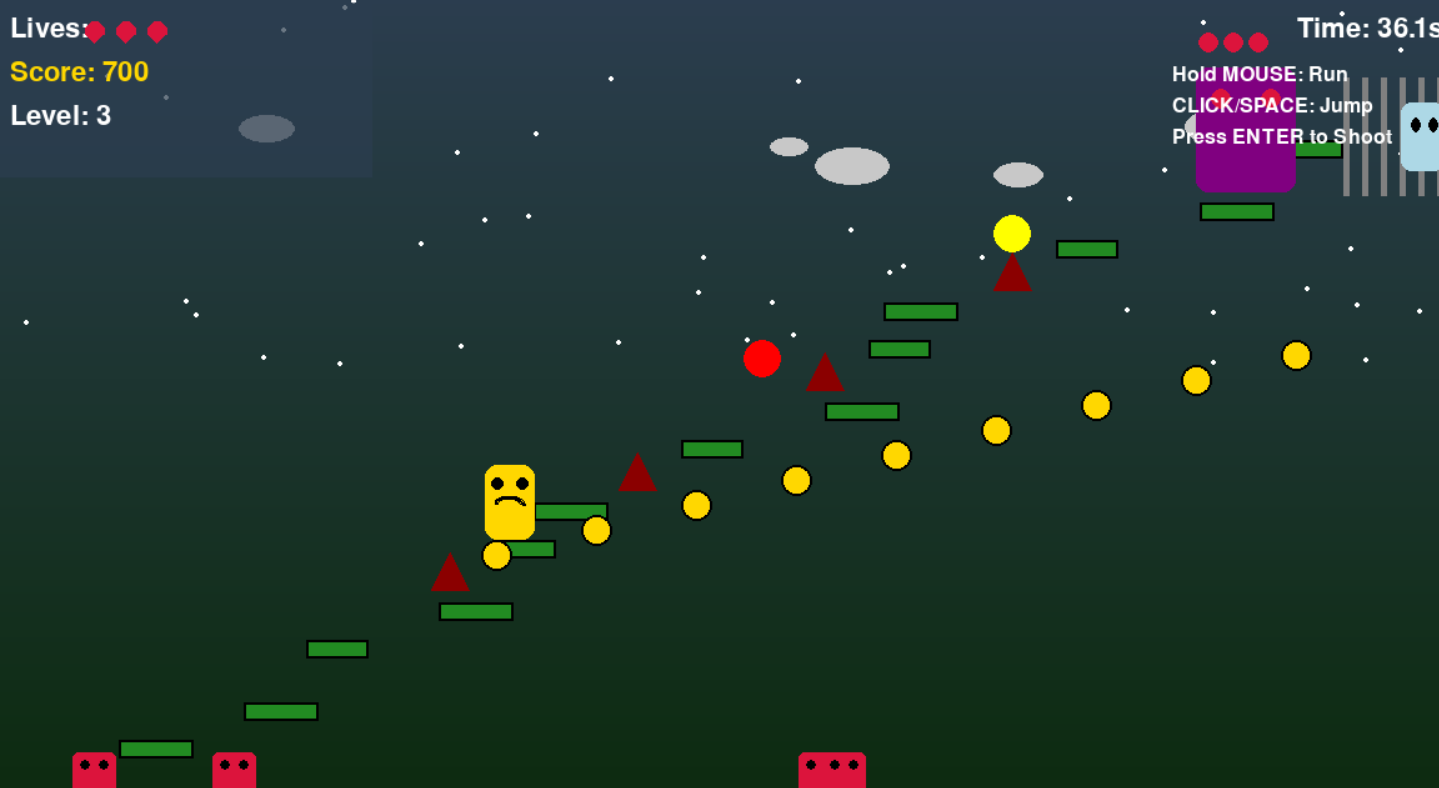 Lives:
Score: 700
Level: 3
Time: 36.1s
Hold MOUSE: Run
CLICK/SPACE: Jump
Press ENTER to Shoot